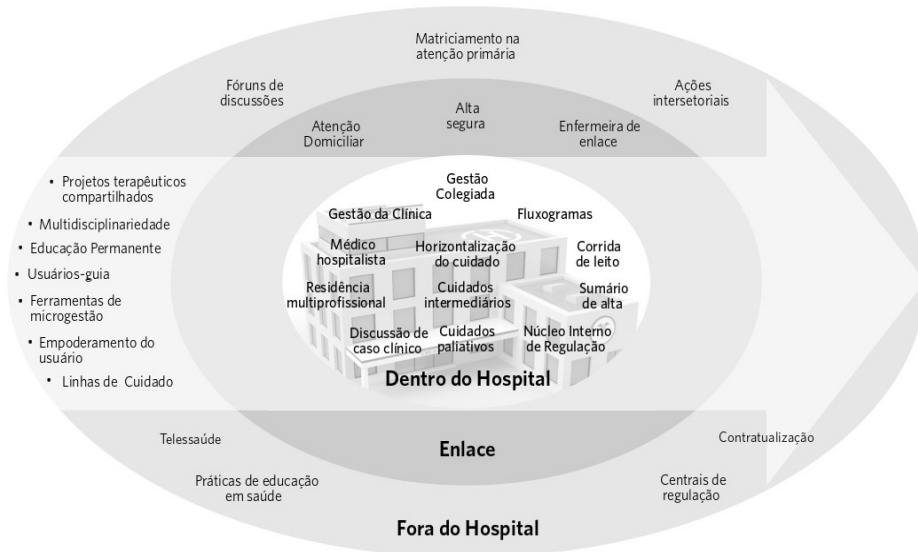 Matriciamento na
atenção primária
Fóruns de
discussões
Ações
intersetoriais
Alta
segura
Atenção
Domiciliar
Enfermeira de
enlace
• Projetos terapêuticos
compartilhados
• Multidisciplinariedade
• Educação Permanente
• Usuários-guia
• Ferramentas de
microgestão
• Empoderamento do
usuário
• Linhas de Cuidado
Gestão
Colegiada
Gestão da Clínica
Fluxogramas
Médico
hospitalista
Horizontalização
do cuidado
Corrida
de leito
Residência
multiprofissional
Cuidados
intermediários
Sumário
de alta
Discussão de
caso clínico
Cuidados
paliativos
Núcleo Interno
de Regulação
Dentro do Hospital
Telessaúde
Enlace
Contratualização
Práticas de educação
em saúde
Centrais de
regulação
Fora do Hospital